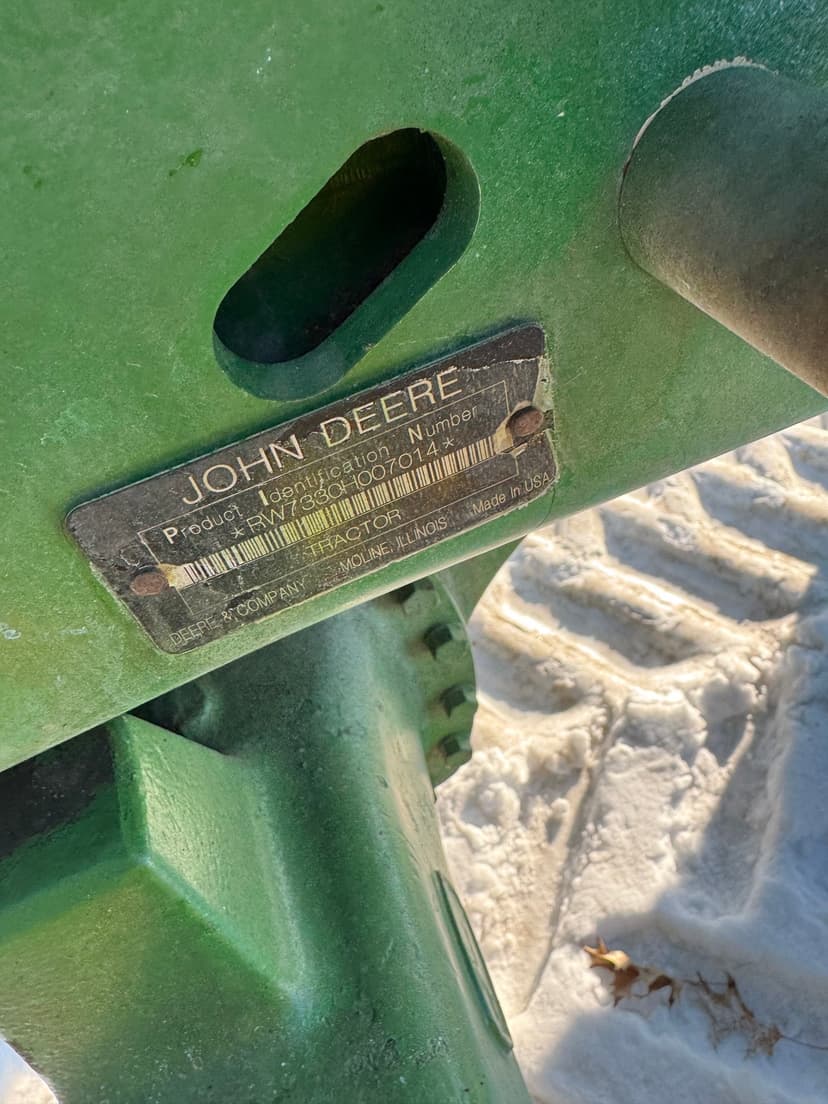 JOHN DEERE
Product Identification Number
*RW7330H007014*
TRACTOR
DEERE & COMPANY MOLINE, ILLINOIS Made In USA